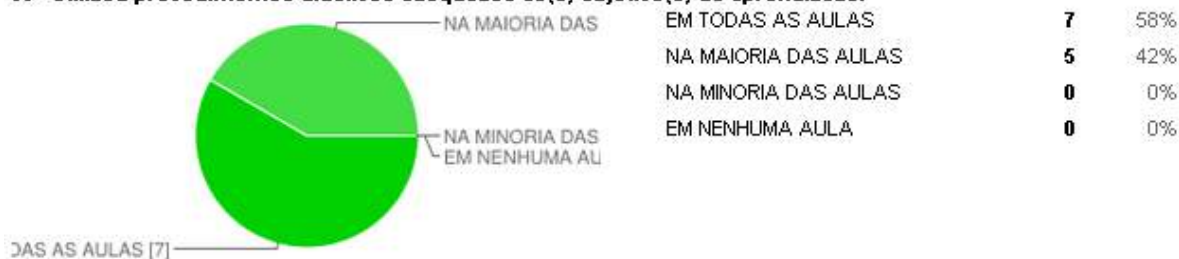 NA MAIORIA DAS
NA MINORIA DAS
EM NENHUMA AU
DAS AS AULAS [7]
EM TODAS AS AULAS 7 58%
NA MAIORIA DAS AULAS 5 42%
NA MINORIA DAS AULAS 0 0%
EM NENHUMA AULA 0 0%